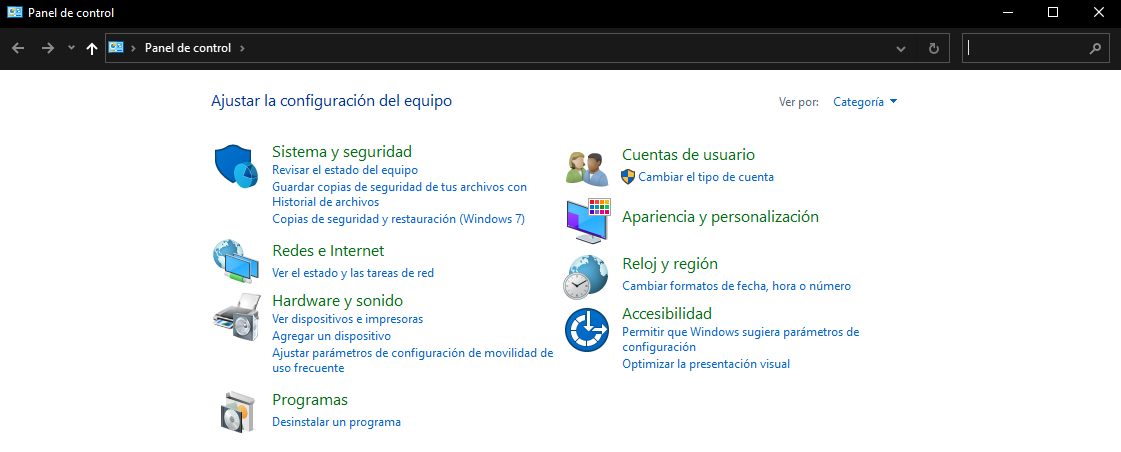 Panel de control
Panel de control
Ajustar la configuración del equipo
Ver por: Categoría
Sistema y seguridad
Revisar el estado del equipo
Guardar copias de seguridad de tus archivos con
Historial de archivos
Copias de seguridad y restauración (Windows 7)
Redes e Internet
Ver el estado y las tareas de red
Hardware y sonido
Ver dispositivos e impresoras
Agregar un dispositivo
Ajustar parámetros de configuración de movilidad de
uso frecuente
Programas
Desinstalar un programa
Cuentas de usuario
Cambiar el tipo de cuenta
Apariencia y personalización
Reloj y región
Cambiar formatos de fecha, hora o número
Accesibilidad
Permitir que Windows sugiera parámetros de
configuración
Optimizar la presentación visual